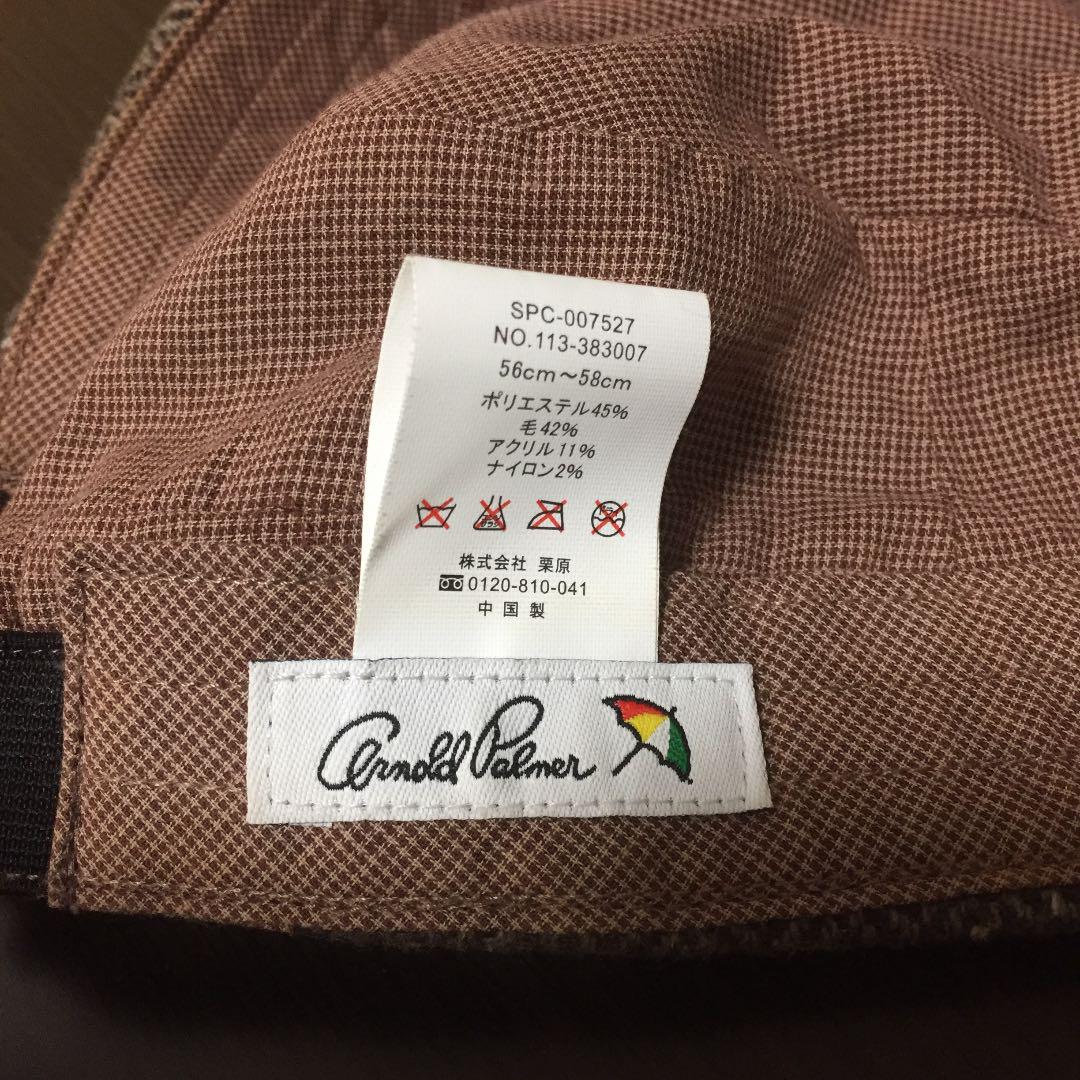 SPC-007527
NO.113-383007
56cm～58cm
ポリエステル45%
毛42%
アクリル11%
ナイロン2%
株式会社 栗原
0120-810-041
中国製
Arnold Palmer